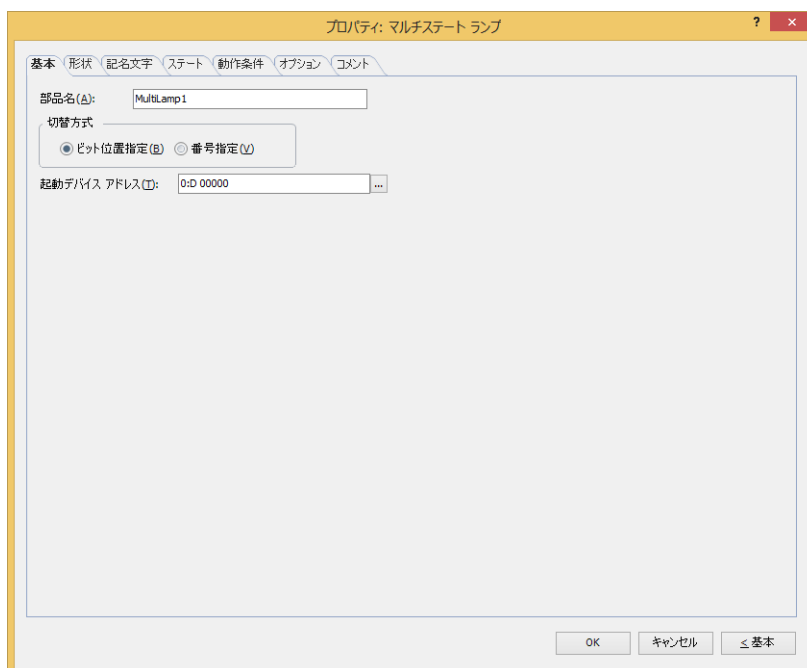 プロパティ: マルチステート ランプ ? ×
基本 形状 記名文字 ステート 動作条件 オプション コメント
部品名(A): MultiLamp1
切替方式
ビット位置指定(B) 番号指定(V)
起動デバイス アドレス(T): 0:D 00000 ...
OK キャンセル < 基本